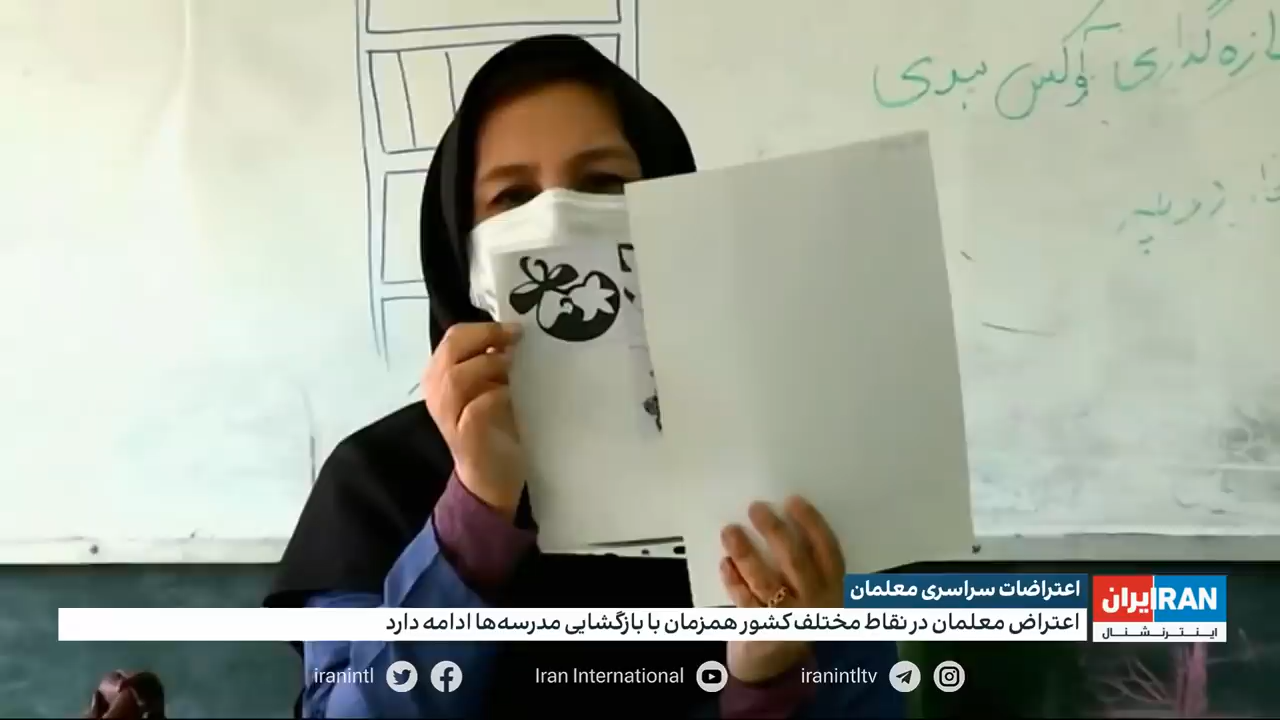 اعتراضات سراسری معلمان
اعتراض معلمان در نقاط مختلف کشور همزمان با بازگشایی مدرسه‌ها ادامه دارد
ایران IRAN
اینترنشنال
iranintl
Iran International
iranintltv